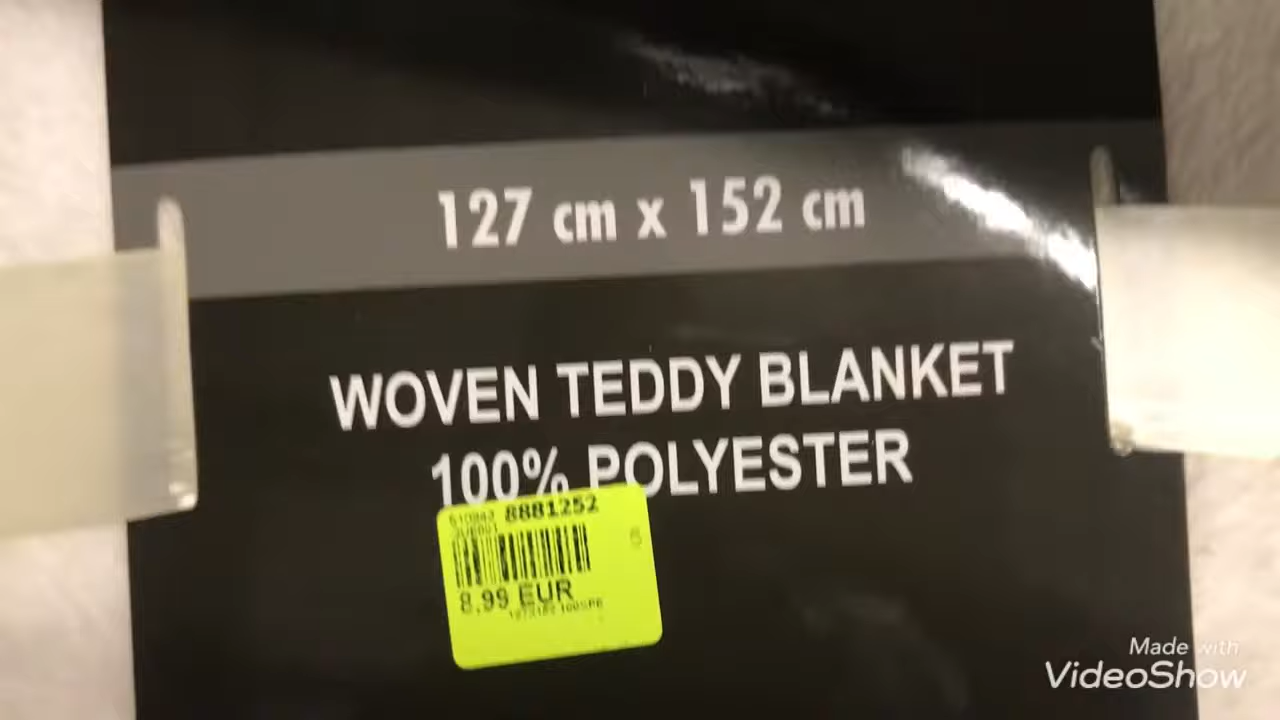 127 cm x 152 cm
WOVEN TEDDY BLANKET
100% POLYESTER
8881252
8.99 EUR
Made with
VideoShow